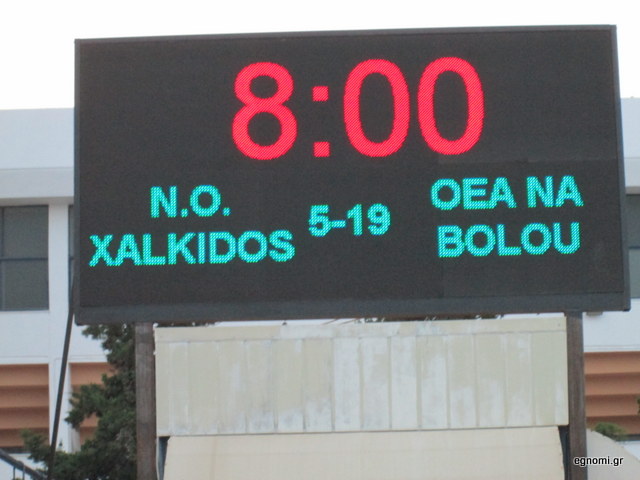 8:00
N.O.
XALKIDOS
5-19
OEA NA
BOLOU
egnomi.gr